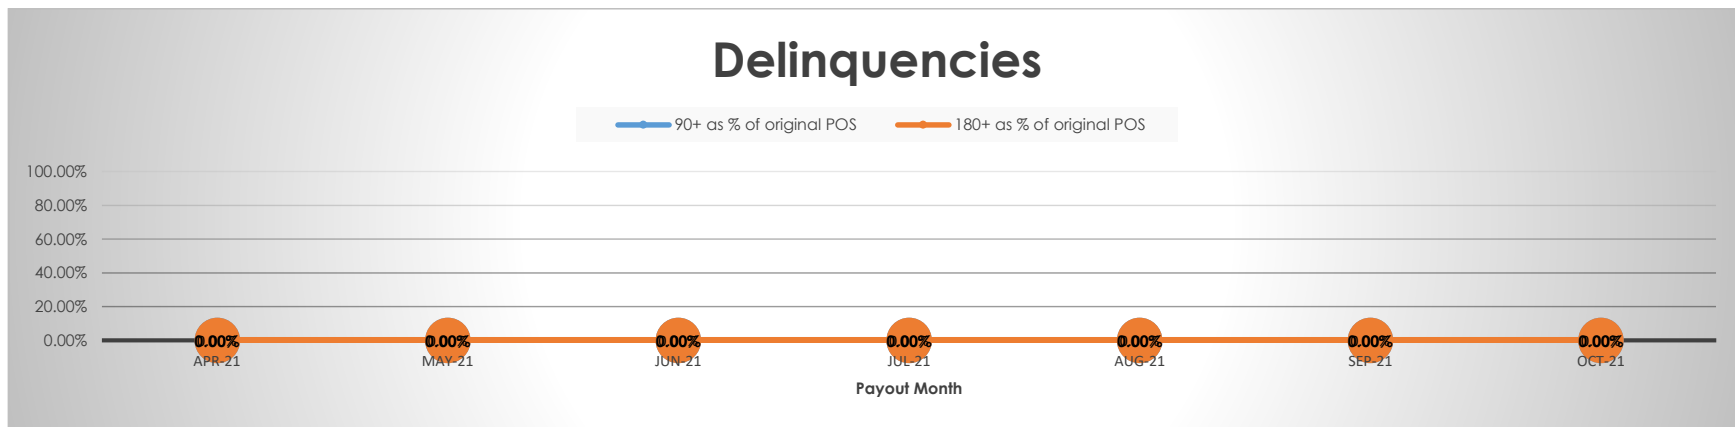 Delinquencies
90+ as % of original POS 180+ as % of original POS
100.00%
80.00%
60.00%
40.00%
20.00%
0.00% 0.00% 0.00% 0.00% 0.00% 0.00% 0.00% 0.00%
APR-21 MAY-21 JUN-21 JUL-21 AUG-21 SEP-21 OCT-21
Payout Month